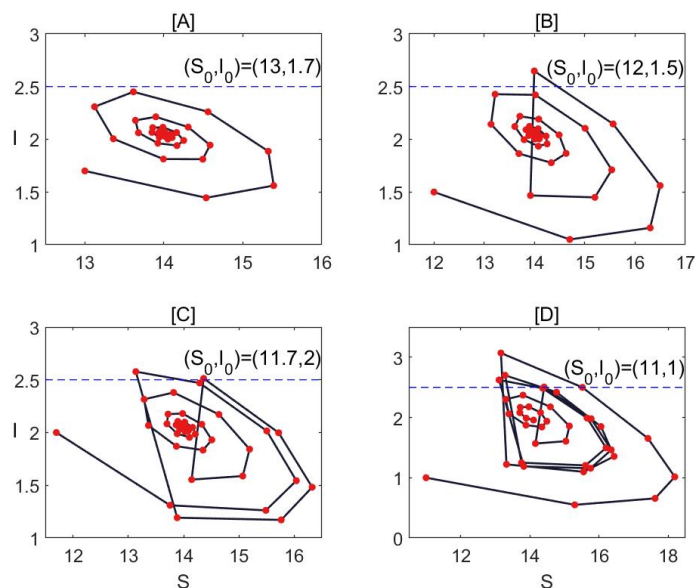 [A]
3
2.5
2
1.5
1
I
(S₀,I₀)=(13,1.7)
13 14 15 16
[B]
3
2.5
2
1.5
1
(S₀,I₀)=(12,1.5)
12 13 14 15 16 17
[C]
3
2.5
2
1.5
1
I
(S₀,I₀)=(11.7,2)
12 13 14 15 16
S
[D]
3
2
1
0
(S₀,I₀)=(11,1)
12 14 16 18
S